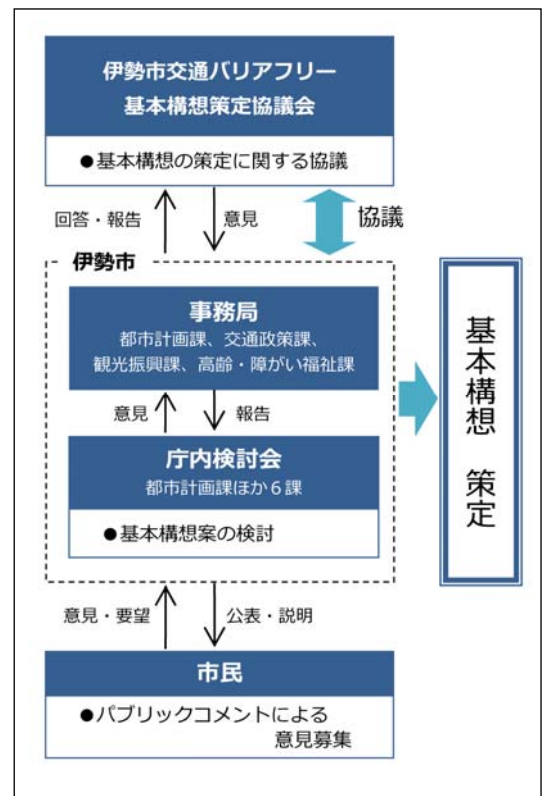 伊勢市交通バリアフリー
基本構想策定協議会
●基本構想の策定に関する協議
回答・報告
意見
協議
伊勢市
事務局
都市計画課、交通政策課、
観光振興課、高齢・障がい福祉課
意見
報告
庁内検討会
都市計画課ほか６課
●基本構想案の検討
基本構想 策定
意見・要望
公表・説明
市民
●パブリックコメントによる
意見募集